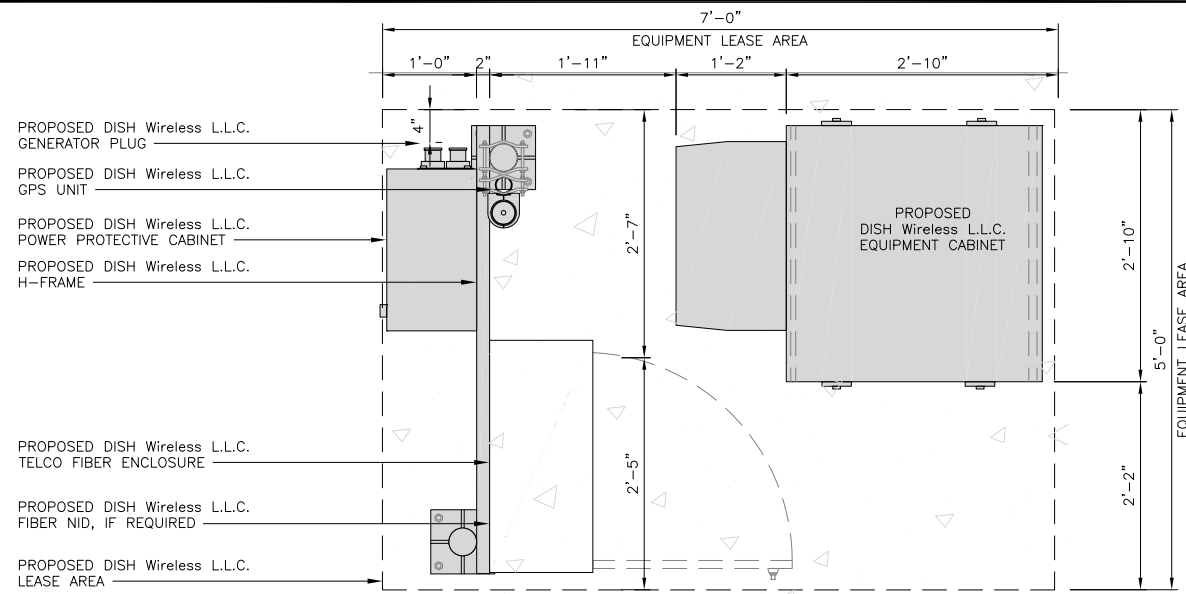 7'-0"
EQUIPMENT LEASE AREA
1'-0"
2"
1'-11"
1'-2"
2'-10"
4"
PROPOSED DISH Wireless L.L.C.
GENERATOR PLUG
PROPOSED DISH Wireless L.L.C.
GPS UNIT
PROPOSED DISH Wireless L.L.C.
POWER PROTECTIVE CABINET
PROPOSED DISH Wireless L.L.C.
H-FRAME
PROPOSED DISH Wireless L.L.C.
TELCO FIBER ENCLOSURE
PROPOSED DISH Wireless L.L.C.
FIBER NID, IF REQUIRED
PROPOSED DISH Wireless L.L.C.
LEASE AREA
2'-7"
2'-5"
PROPOSED
DISH Wireless L.L.C.
EQUIPMENT CABINET
2'-10"
2'-2"
5'-0"
EQUIPMENT LEASE AREA